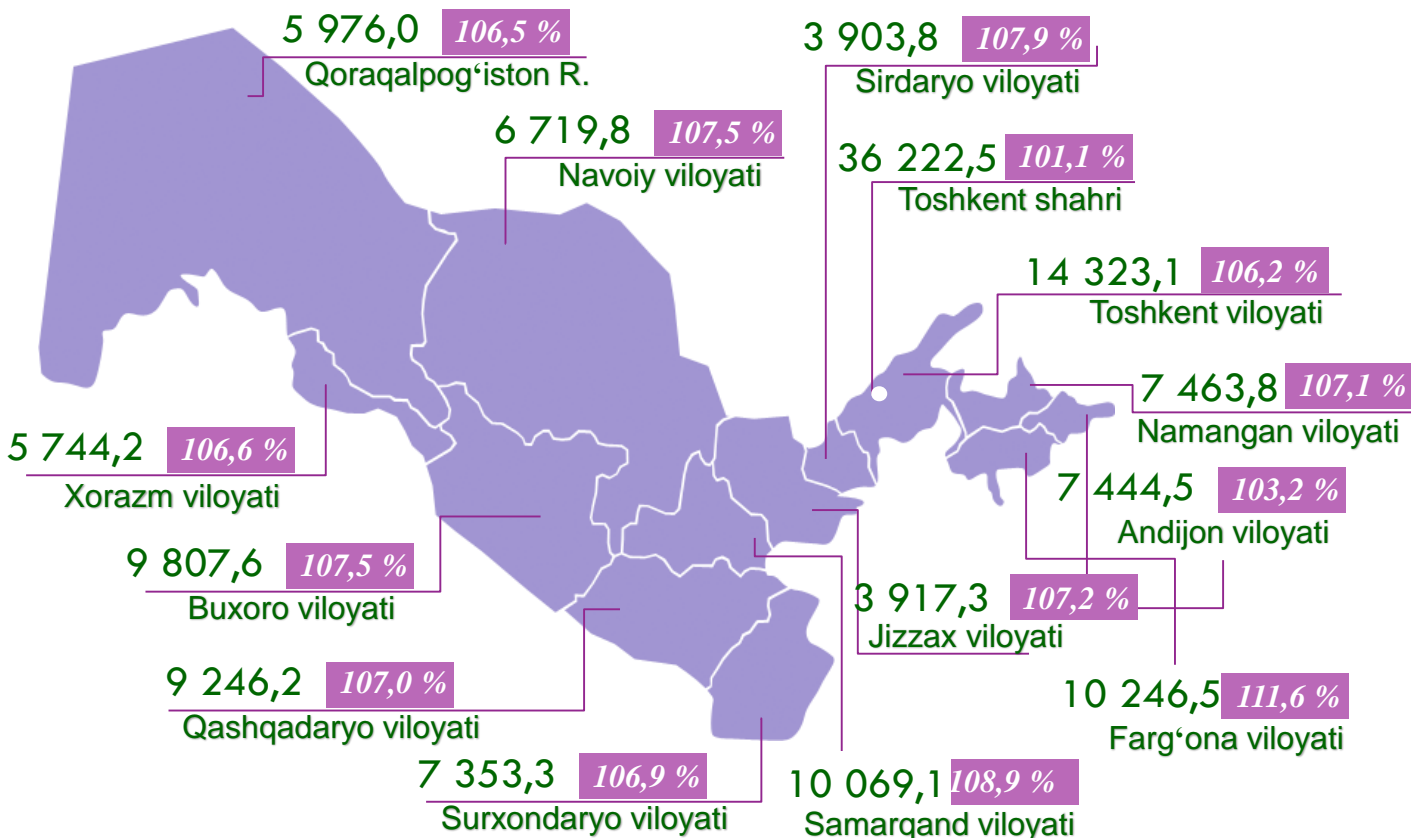 5 976,0 106,5 %
Qoraqalpog‘iston R.
3 903,8 107,9 %
Sirdaryo viloyati
6 719,8 107,5 %
Navoiy viloyati
36 222,5 101,1 %
Toshkent shahri
14 323,1 106,2 %
Toshkent viloyati
7 463,8 107,1 %
Namangan viloyati
5 744,2 106,6 %
Xorazm viloyati
7 444,5 103,2 %
Andijon viloyati
9 807,6 107,5 %
Buxoro viloyati
3 917,3 107,2 %
Jizzax viloyati
9 246,2 107,0 %
Qashqadaryo viloyati
10 246,5 111,6 %
Farg‘ona viloyati
7 353,3 106,9 %
Surxondaryo viloyati
10 069,1 108,9 %
Samarqand viloyati